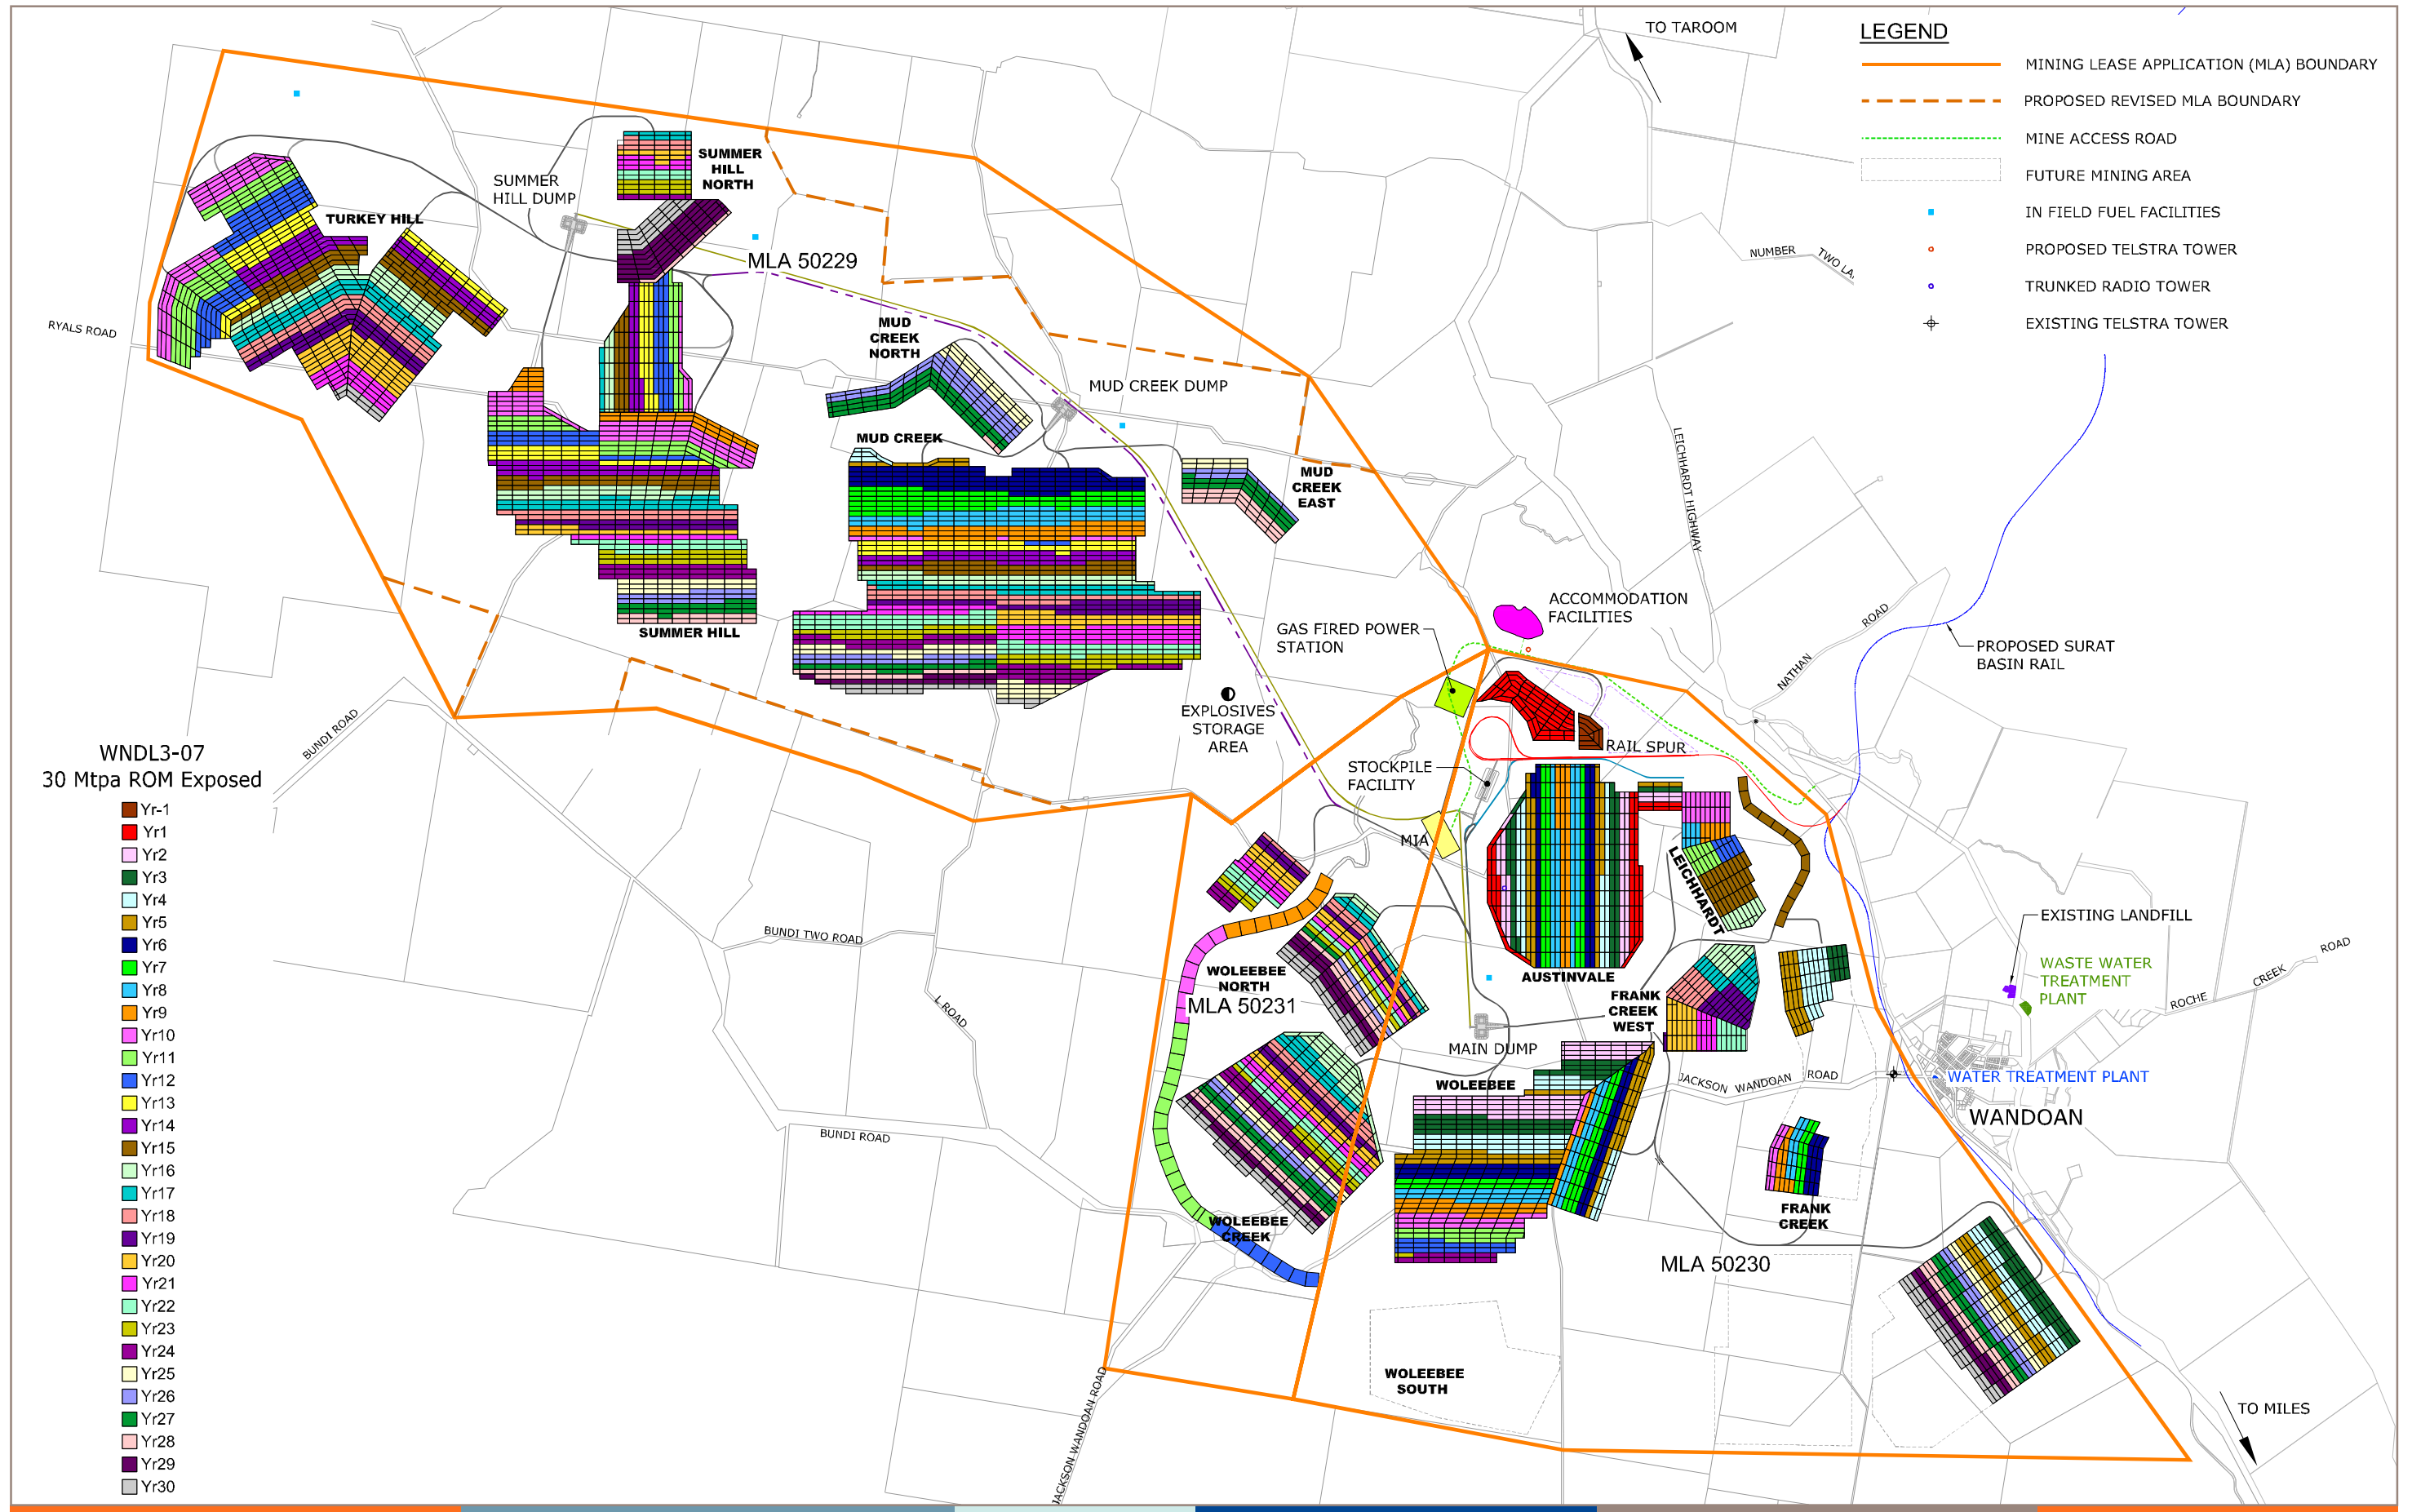 TO TAROOM
LEGEND
MINING LEASE APPLICATION (MLA) BOUNDARY
PROPOSED REVISED MLA BOUNDARY
MINE ACCESS ROAD
FUTURE MINING AREA
IN FIELD FUEL FACILITIES
PROPOSED TELSTRA TOWER
TRUNKED RADIO TOWER
EXISTING TELSTRA TOWER
NUMBER
TWO LA
SUMMER
HILL
NORTH
SUMMER
HILL DUMP
TURKEY HILL
MLA 50229
RYALS ROAD
MUD
CREEK
NORTH
MUD CREEK DUMP
MUD CREEK
MUD
CREEK
EAST
LEICHHARDT HIGHWAY
SUMMER HILL
ACCOMMODATION
FACILITIES
GAS FIRED POWER
STATION
NATHAN
ROAD
PROPOSED SURAT
BASIN RAIL
EXPLOSIVES
STORAGE
AREA
RAIL SPUR
STOCKPILE
FACILITY
MIA
BUNDI ROAD
LEICHHARDT
BUNDI TWO ROAD
L ROAD
BUNDI ROAD
WOLEEBEE
NORTH
MLA 50231
AUSTINVALE
FRANK
CREEK
WEST
MAIN DUMP
EXISTING LANDFILL
WASTE WATER
TREATMENT
PLANT
ROCHE
CREEK
ROAD
WOLEEBEE
JACKSON WANDOAN ROAD
WATER TREATMENT PLANT
WANDOAN
WOLEEBEE
CREEK
FRANK
CREEK
MLA 50230
WOLEEBEE
SOUTH
JACKSON WANDOAN ROAD
TO MILES
WNDL3-07
30 Mtpa ROM Exposed
Yr-1
Yr1
Yr2
Yr3
Yr4
Yr5
Yr6
Yr7
Yr8
Yr9
Yr10
Yr11
Yr12
Yr13
Yr14
Yr15
Yr16
Yr17
Yr18
Yr19
Yr20
Yr21
Yr22
Yr23
Yr24
Yr25
Yr26
Yr27
Yr28
Yr29
Yr30